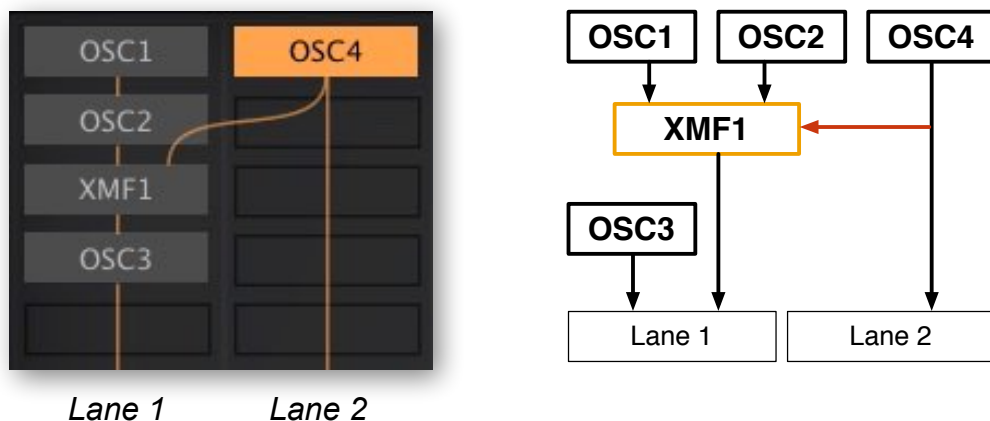 OSC1 OSC4
OSC2
XMF1
OSC3
Lane 1 Lane 2
OSC1 OSC2 OSC4
XMF1
OSC3
Lane 1 Lane 2